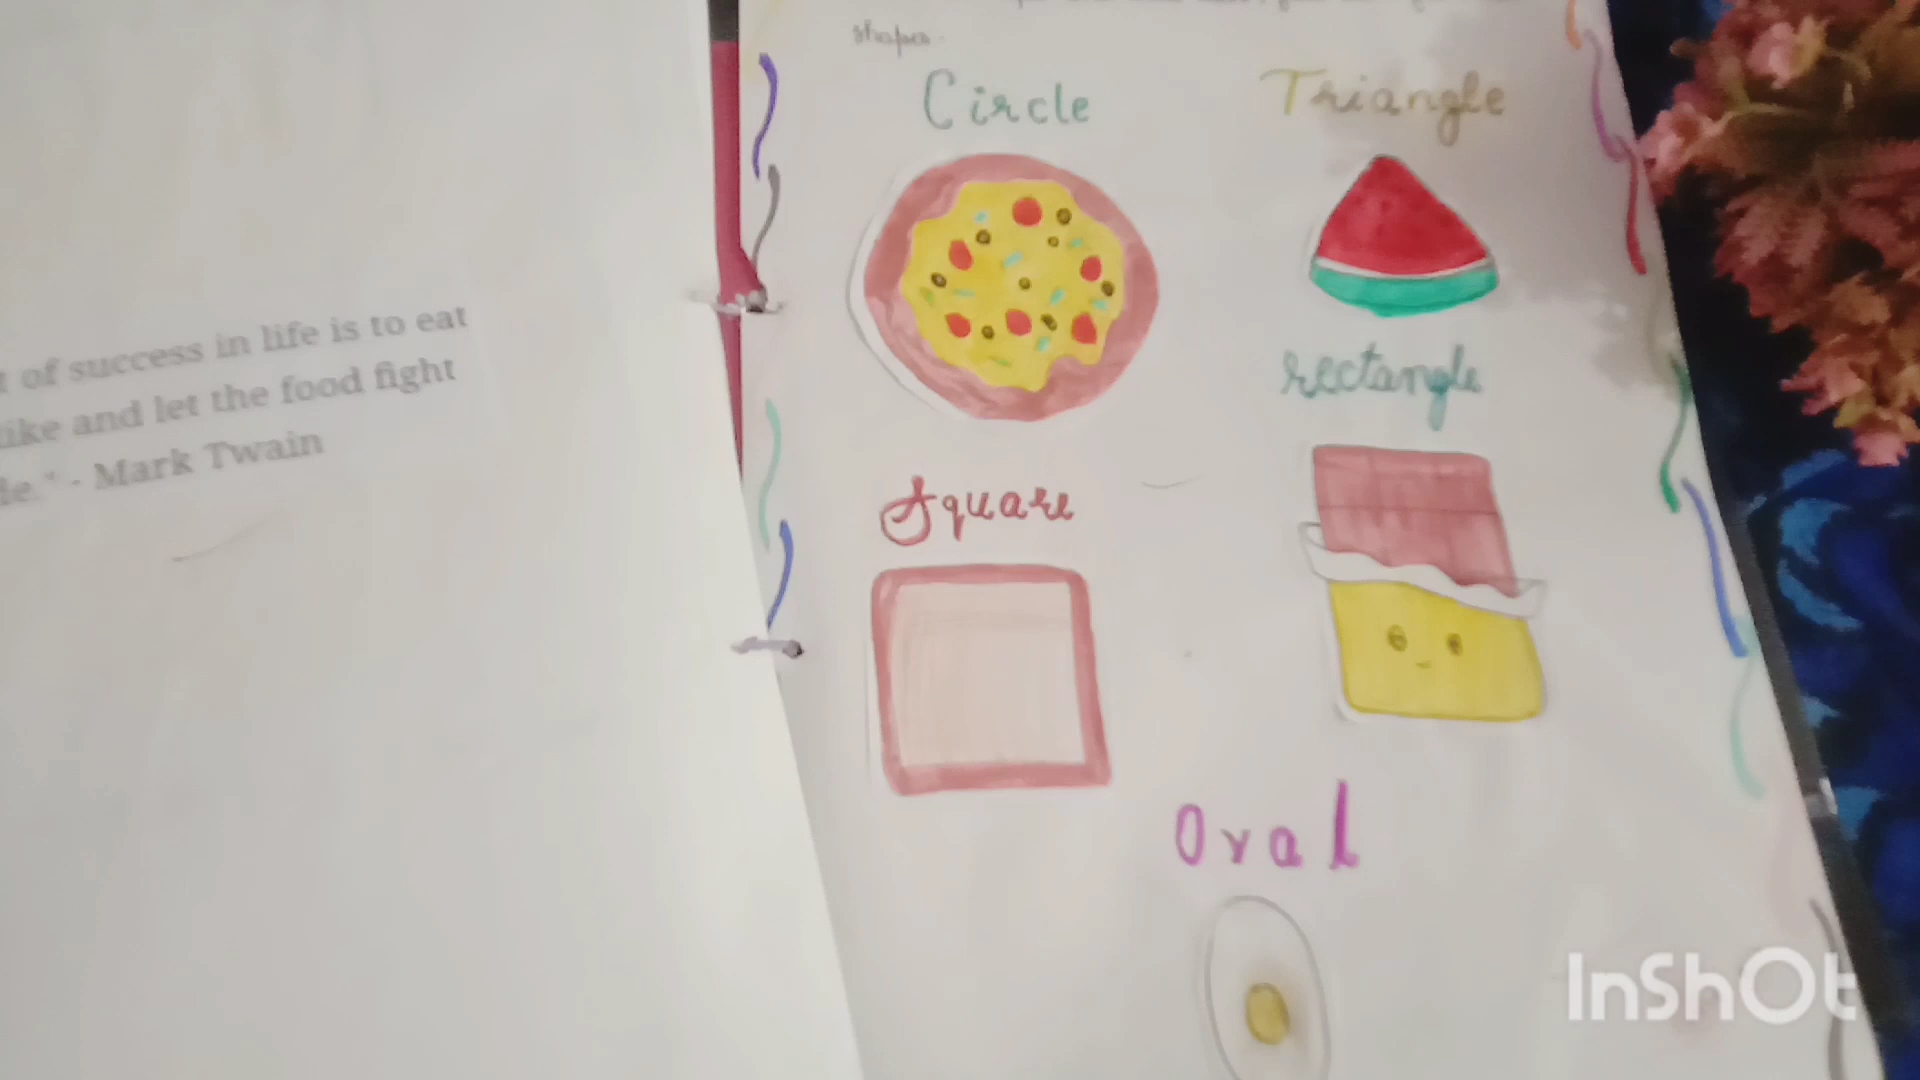 of success in life is to eat
like and let the food fight
- Mark Twain
shapes.
Circle
Triangle
rectangle
Square
Oval
InShOt